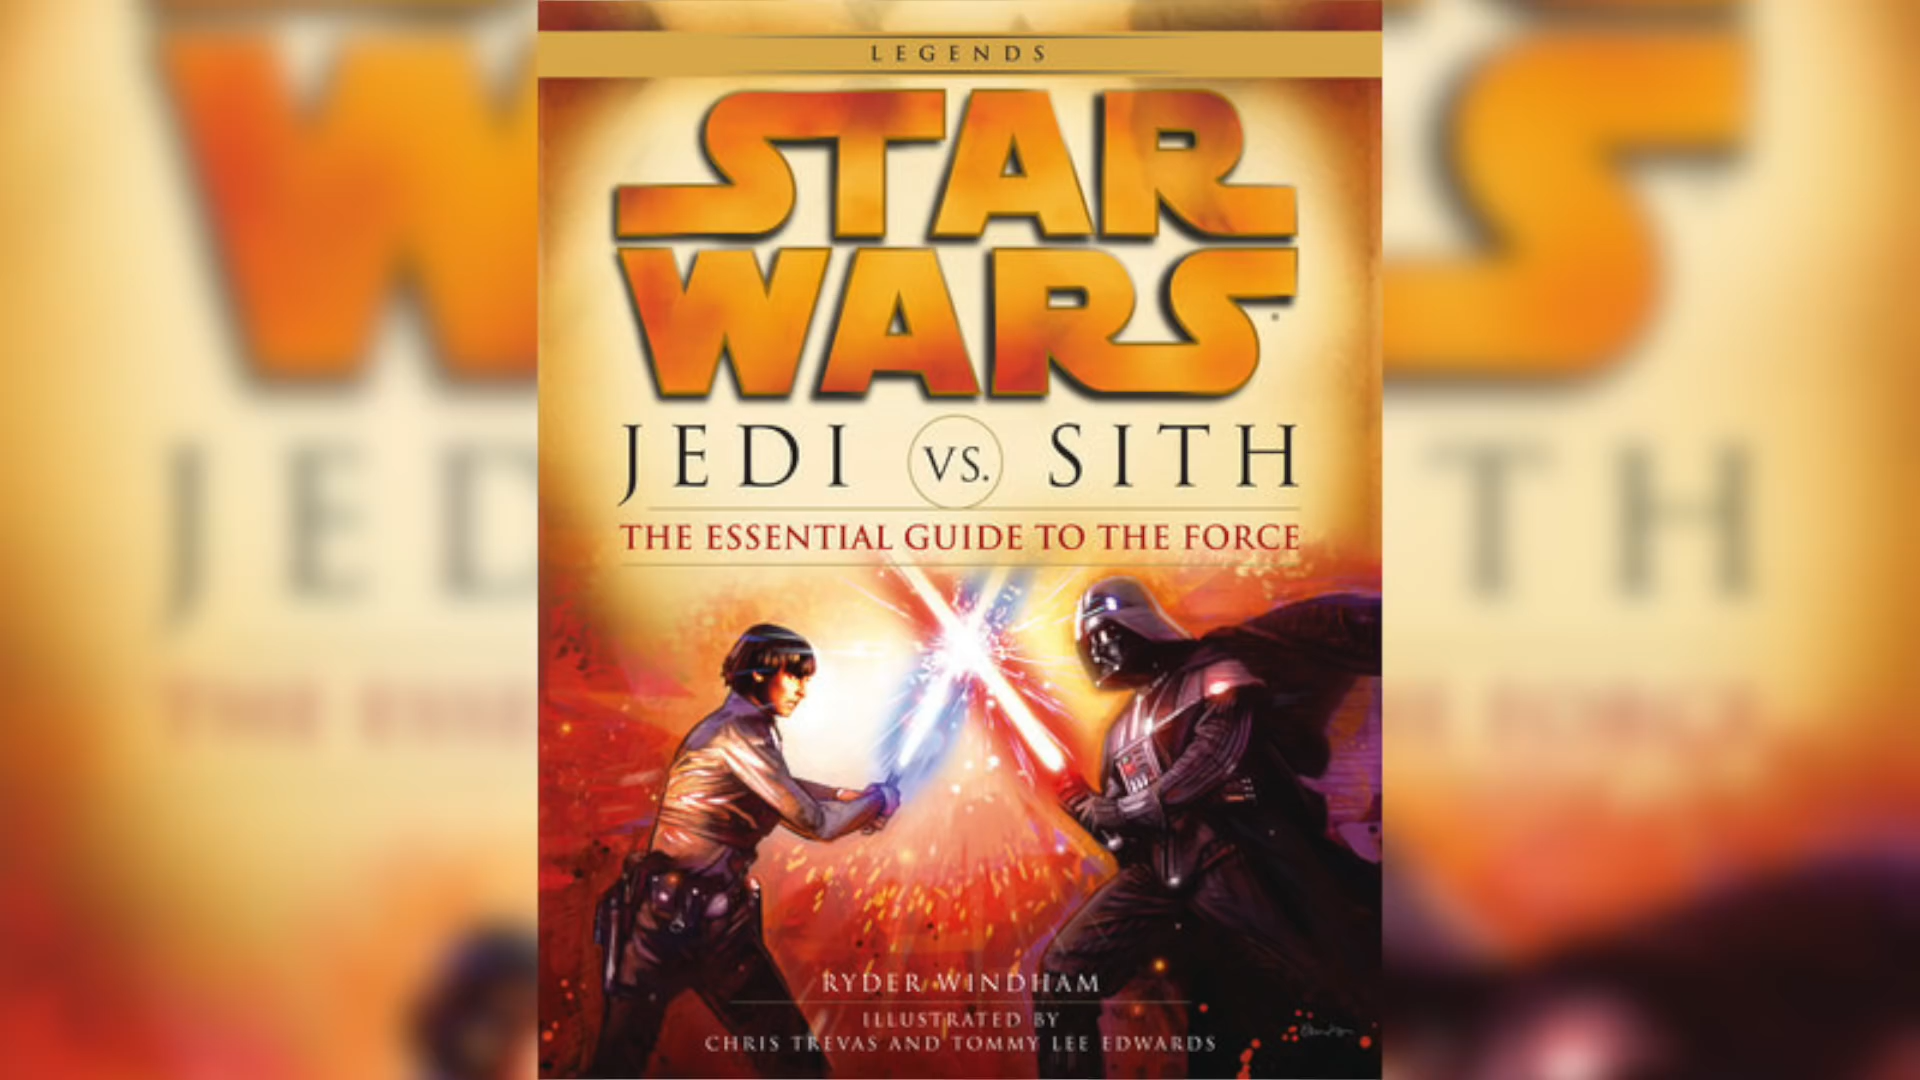 LEGENDS
STAR
WARS
JEDI VS. SITH
THE ESSENTIAL GUIDE TO THE FORCE
RYDER WINDHAM
ILLUSTRATED BY
CHRIS TREVAS AND TOMMY LEE EDWARDS